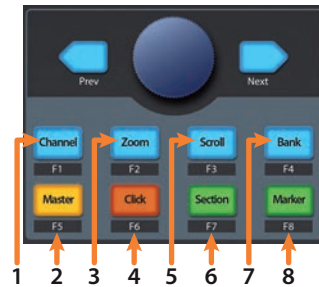 Prev Next
Channel Zoom Scroll Bank
F1 F2 F3 F4
Master Click Section Marker
F5 F6 F7 F8
1 2 3 4 5 6 7 8